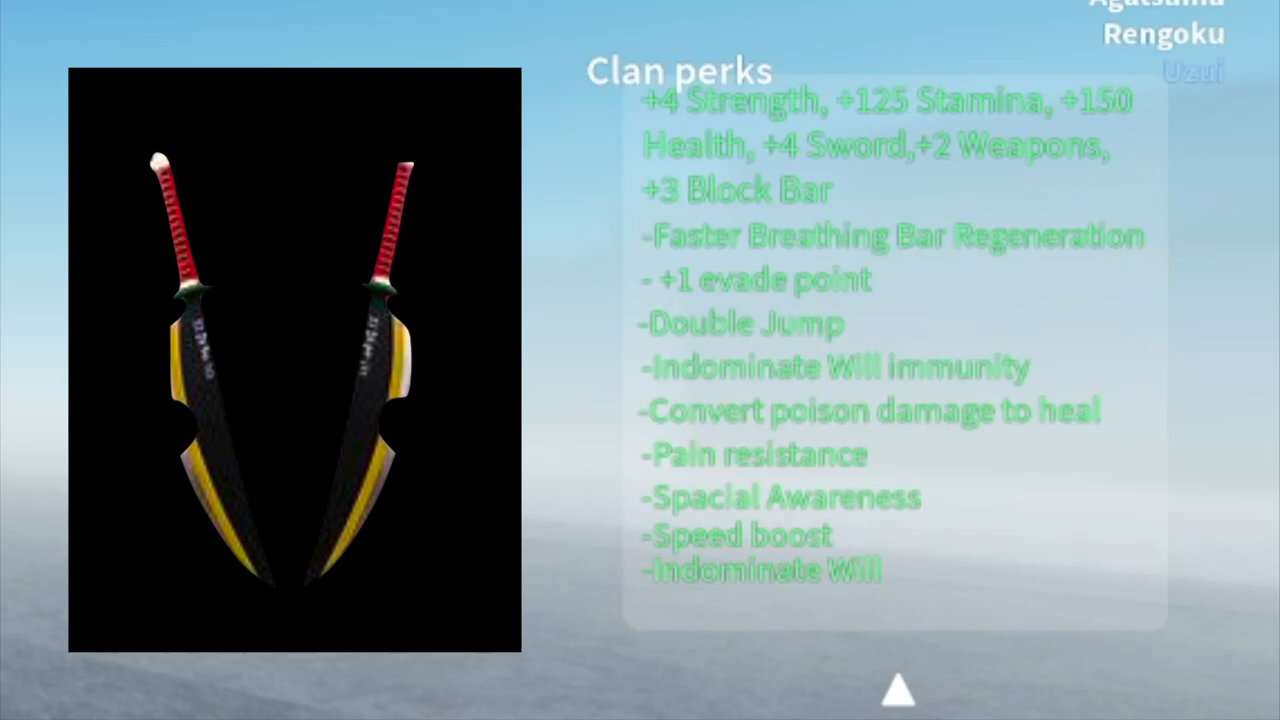 Agatsuma
Rengoku
Uzui
Clan perks
+4 Strength, +125 Stamina, +150
Health, +4 Sword,+2 Weapons,
+3 Block Bar
-Faster Breathing Bar Regeneration
- +1 evade point
-Double Jump
-Indominate Will immunity
-Convert poison damage to heal
-Pain resistance
-Spacial Awareness
-Speed boost
-Indominate Will